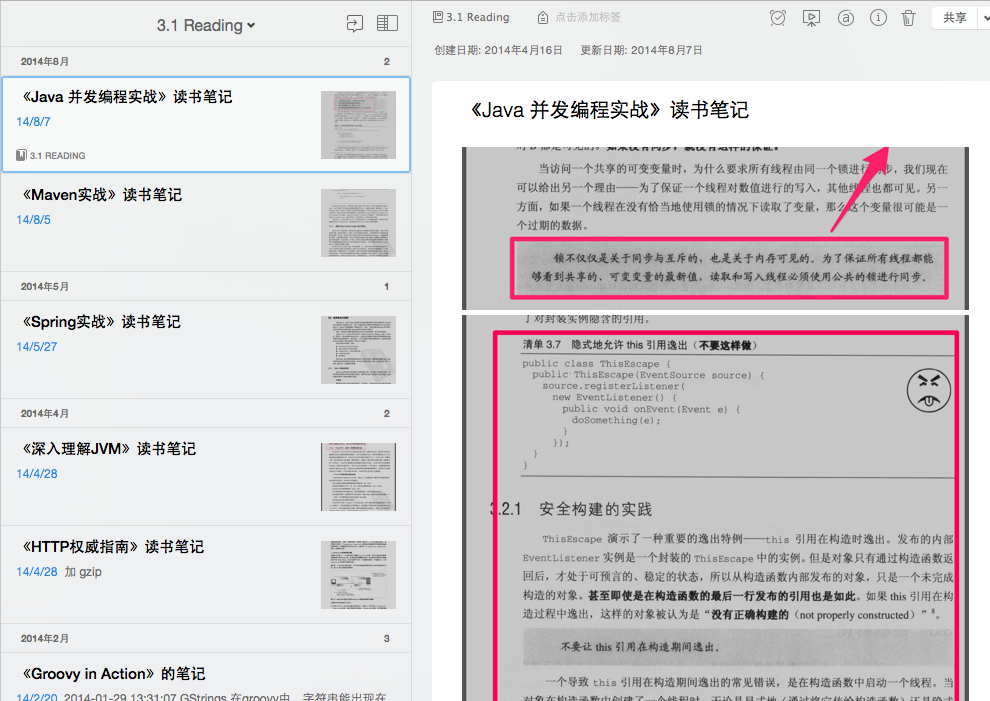 3.1 Reading
2014年8月
2
《Java 并发编程实战》读书笔记
14/8/7
3.1 READING
《Maven实战》读书笔记
14/8/5
2014年5月
1
《Spring实战》读书笔记
14/5/27
2014年4月
2
《深入理解JVM》读书笔记
14/4/28
《HTTP权威指南》读书笔记
14/4/28 加 gzip
2014年2月
3
《Groovy in Action》的笔记
14/2/20 2014-01-29 13:31:07 GStrings 在groovy中，字符串能出现在
3.1 Reading
点击添加标签
共享
创建日期: 2014年4月16日 更新日期: 2014年8月7日
《Java 并发编程实战》读书笔记
当访问一个共享的可变变量时，为什么要求所有线程由同一个锁进行同步，我们现在
可以给出另一个理由——为了保证一个线程对数值进行的写入，其他线程也都可见。另一
方面，如果一个线程在没有恰当地使用锁的情况下读取了变量，那么这个变量很可能是一
个过期的数据。
锁不仅仅是关于同步与互斥的，也是关于内存可见的。为了保证所有线程都能
够看到共享的、可变变量的最新值，读取和写入线程必须使用公共的锁进行同步。
了对封装实例隐含的引用。
清单 3.7 隐式地允许 this 引用逸出（不要这样做）
public class ThisEscape {
public ThisEscape(EventSource source) {
source.registerListener(
new EventListener() {
public void onEvent(Event e) {
doSomething(e);
}
});
}
}
3.2.1 安全构建的实践
ThisEscape 演示了一种重要的逸出特例——this 引用在构造时逸出。发布的内部
EventListener 实例是一个封装的 ThisEscape 中的实例。但是对象只有通过构造函数返
回后，才处于可预言的、稳定的状态，所以从构造函数内部发布的对象，只是一个未完成
构造的对象。甚至即使是在构造函数的最后一行发布的引用也是如此。如果 this 引用在构
造过程中逸出，这样的对象被认为是“没有正确构建的（not properly constructed）”⁸。
不要让 this 引用在构造期间逸出。
一个导致 this 引用在构造期间逸出的常见错误，是在构造函数中启动一个线程。当